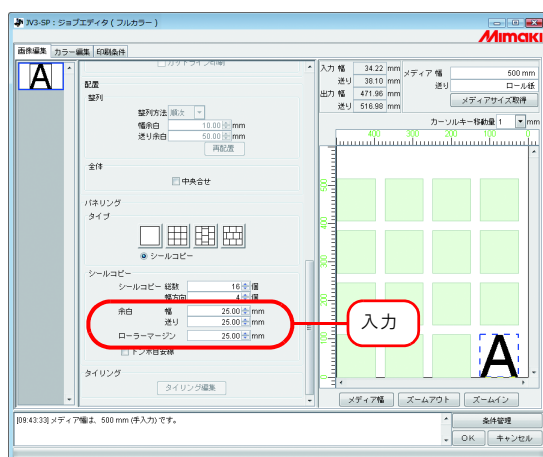 JV3-SP : ジョブエディタ ( フルカラー )
Mimaki
画像編集 カラー編集 印刷条件
A
カットライン印刷
配置
整列
整列方法 順次
幅余白 10.00 mm
送り余白 50.00 mm
再配置
全体
中央合せ
パネリング
タイプ
シールコピー
シールコピー
シールコピー 総数 16 個
幅方向 4 個
余白 幅 25.00 mm
送り 25.00 mm
ローラーマージン 25.00 mm
トンボ目安線
タイリング
タイリング編集
入力 幅 34.22 mm
送り 38.10 mm
出力 幅 471.96 mm
送り 516.98 mm
メディア 幅 500 mm
送り ロール紙
メディアサイズ取得
カーソルキー移動量 1 mm
400 300 200 100 0
入力
A
メディア幅 ズームアウト ズームイン
[09:43:33] メディア幅は、500 mm (手入力) です。
条件管理
OK キャンセル